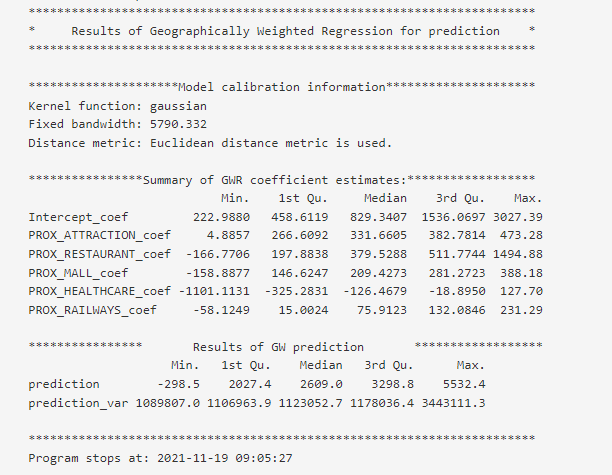 ***********************************************************************
*     Results of Geographically Weighted Regression for prediction    *
***********************************************************************
*********************Model calibration information*********************
Kernel function: gaussian
Fixed bandwidth: 5790.332
Distance metric: Euclidean distance metric is used.
****************Summary of GWR coefficient estimates:******************
Min. 1st Qu. Median 3rd Qu. Max.
Intercept_coef 222.9880 458.6119 829.3407 1536.0697 3027.39
PROX_ATTRACTION_coef 4.8857 266.6092 331.6605 382.7814 473.28
PROX_RESTAURANT_coef -166.7706 197.8838 379.5288 511.7744 1494.88
PROX_MALL_coef -158.8877 146.6247 209.4273 281.2723 388.18
PROX_HEALTHCARE_coef -1101.1131 -325.2831 -126.4679 -18.8950 127.70
PROX_RAILWAYS_coef -58.1249 15.0024 75.9123 132.0846 231.29
**************** Results of GW prediction ******************
Min. 1st Qu. Median 3rd Qu. Max.
prediction -298.5 2027.4 2609.0 3298.8 5532.4
prediction_var 1089807.0 1106963.9 1123052.7 1178036.4 3443111.3
***********************************************************************
Program stops at: 2021-11-19 09:05:27